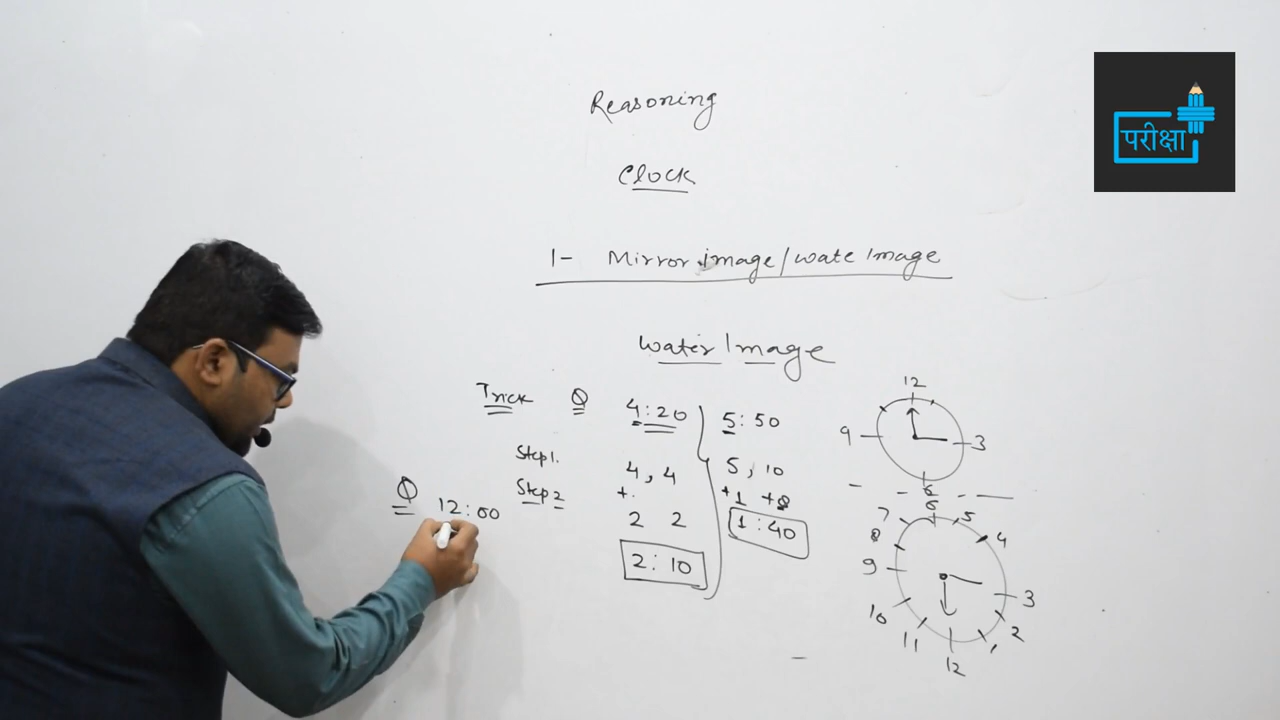 Reasoning
Clock
परीक्षा
1- Mirror image/wate Image
Water Image
Trick Q 4:20 5:50
Step1. 4, 4 5, 10
Step2 + +1 +8
2 2 1:40
2:10
Q 12:00
12
9 3
6
6
7 5
8 4
9 3
10 2
11 1
12